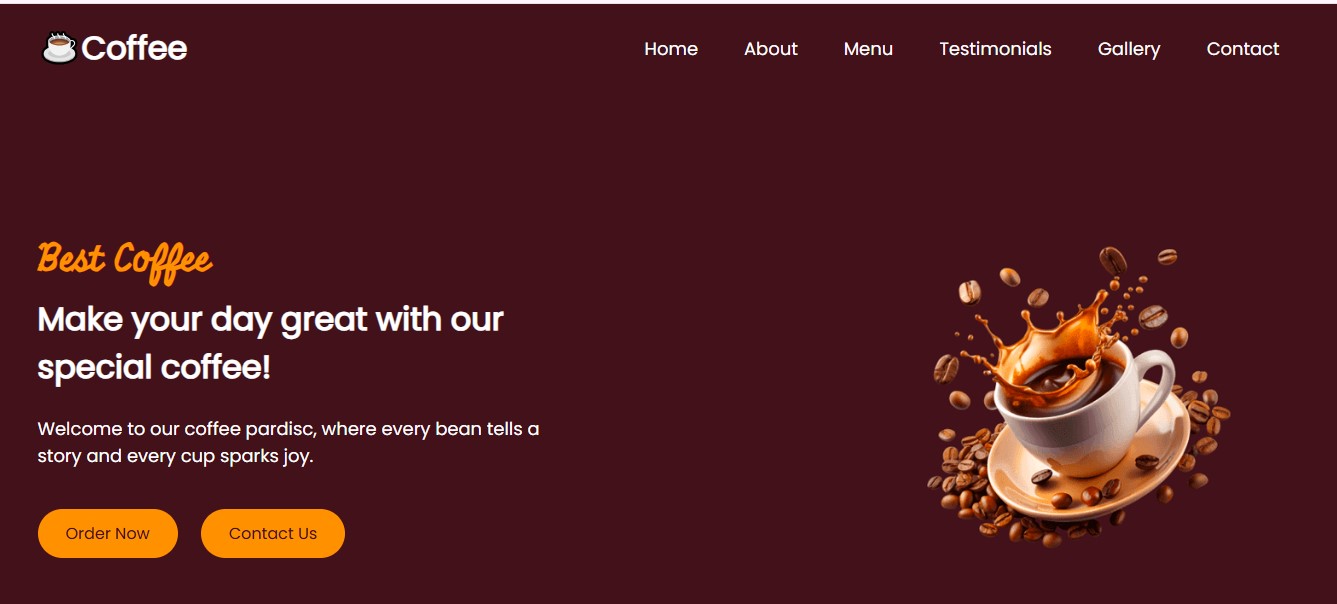 Coffee
Home About Menu Testimonials Gallery Contact
Best Coffee
Make your day great with our
special coffee!
Welcome to our coffee pardisc, where every bean tells a
story and every cup sparks joy.
Order Now Contact Us